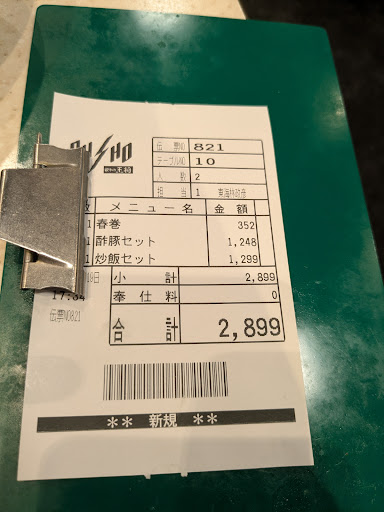 伝票NO 821
テーブルNO 10
人数 2
担当 1
数 メニュー名 金額
1 春巻 352
1 酢豚セット 1,248
1 炒飯セット 1,299
日 小計 2,899
奉仕料 0
伝票NO821
合計 2,899
** 新規 **